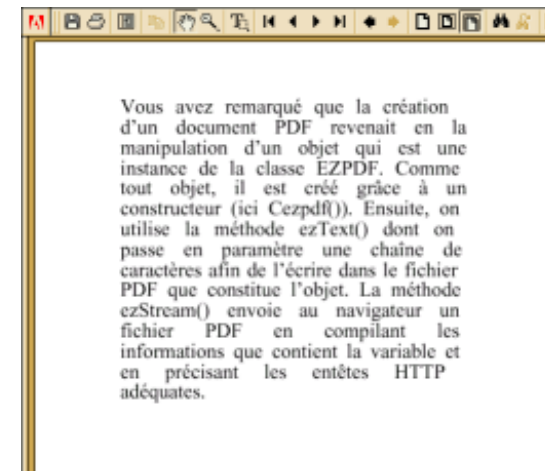 Vous avez remarqué que la création
d'un document PDF revenait en la
manipulation d'un objet qui est une
instance de la classe EZPDF. Comme
tout objet, il est créé grâce à un
constructeur (ici Cezpdf()). Ensuite, on
utilise la méthode ezText() dont on
passe en paramètre une chaîne de
caractères afin de l'écrire dans le fichier
PDF que constitue l'objet. La méthode
ezStream() envoie au navigateur un
fichier PDF en compilant les
informations que contient la variable et
en précisant les entêtes HTTP
adéquates.